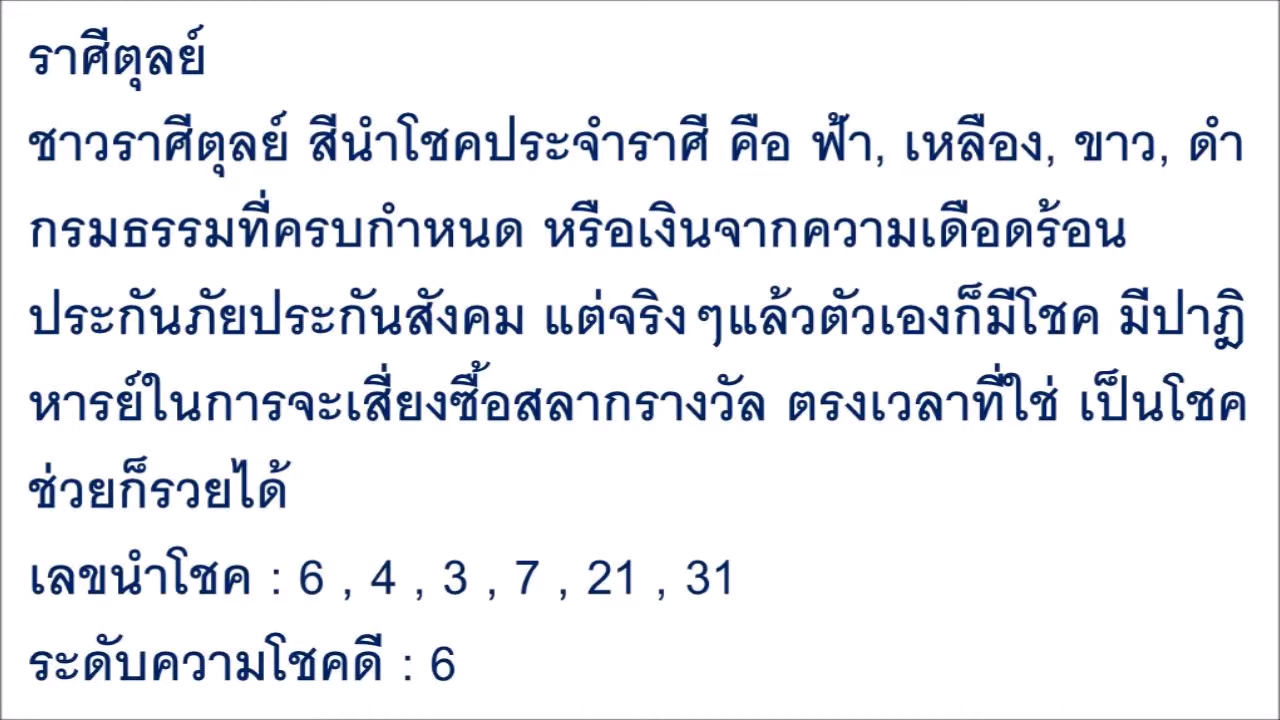 ราศีตุลย์
ชาวราศีตุลย์ สีนำโชคประจำราศี คือ ฟ้า, เหลือง, ขาว, ดำ
กรมธรรมที่ครบกำหนด หรือเงินจากความเดือดร้อน
ประกันภัยประกันสังคม แต่จริงๆแล้วตัวเองก็มีโชค มีปาฏิ
หารย์ในการจะเสี่ยงซื้อสลากรางวัล ตรงเวลาที่ใช่ เป็นโชค
ช่วยก็รวยได้
เลขนำโชค : 6 , 4 , 3 , 7 , 21 , 31
ระดับความโชคดี : 6